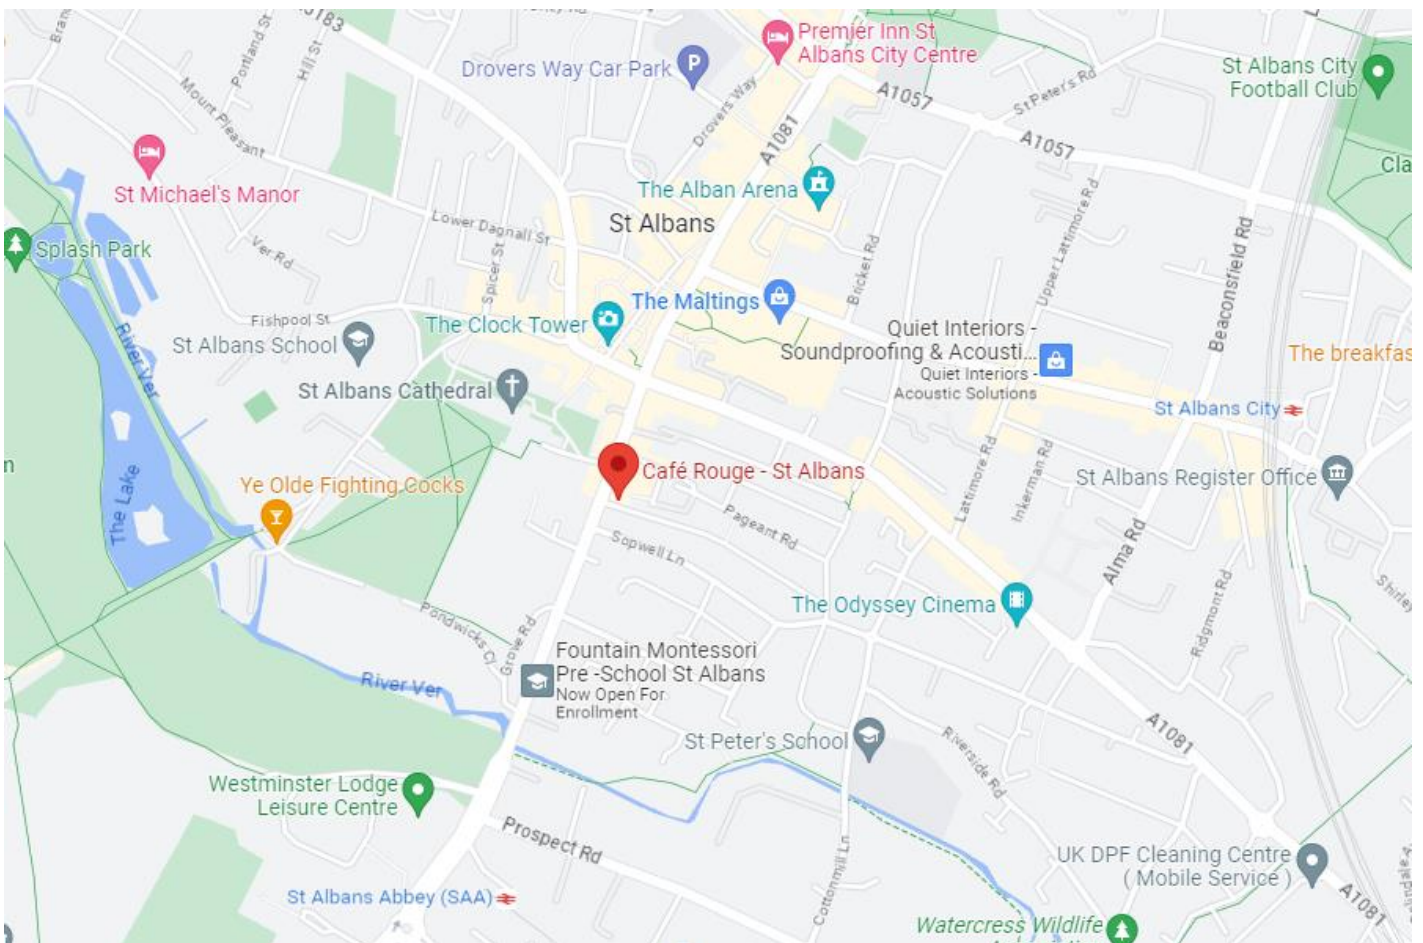 Portland St
Hill St
Premier Inn St
Albans City Centre
Drovers Way Car Park
P
St Albans City
Football Club
A1057
St Peter's Rd
Mount Pleasant
Drovers Way
A1081
A1057
Cla
St Michael's Manor
The Alban Arena
Lower Dagnall St
St Albans
Upper Lattimore Rd
Splash Park
Ver Rd
Spicer St
Bricket Rd
Beaconsfield Rd
The Maltings
Fishpool St
The Clock Tower
River Ver
St Albans School
Quiet Interiors -
Soundproofing & Acousti...
Quiet Interiors -
Acoustic Solutions
The breakfas
St Albans Cathedral
St Albans City
n
The Lake
Café Rouge - St Albans
Lattimore Rd
Inkerman Rd
St Albans Register Office
Ye Olde Fighting Cocks
Pageant Rd
Sopwell Ln
Alma Rd
Shirley
The Odyssey Cinema
Ridgmont Rd
Pondwicks Cl
Grove Rd
Fountain Montessori
Pre -School St Albans
Now Open For
Enrollment
River Ver
St Peter's School
A1081
Riverside Rd
Westminster Lodge
Leisure Centre
Prospect Rd
Cottonmill Ln
UK DPF Cleaning Centre
( Mobile Service )
St Albans Abbey (SAA)
A1081
Watercress Wildlife